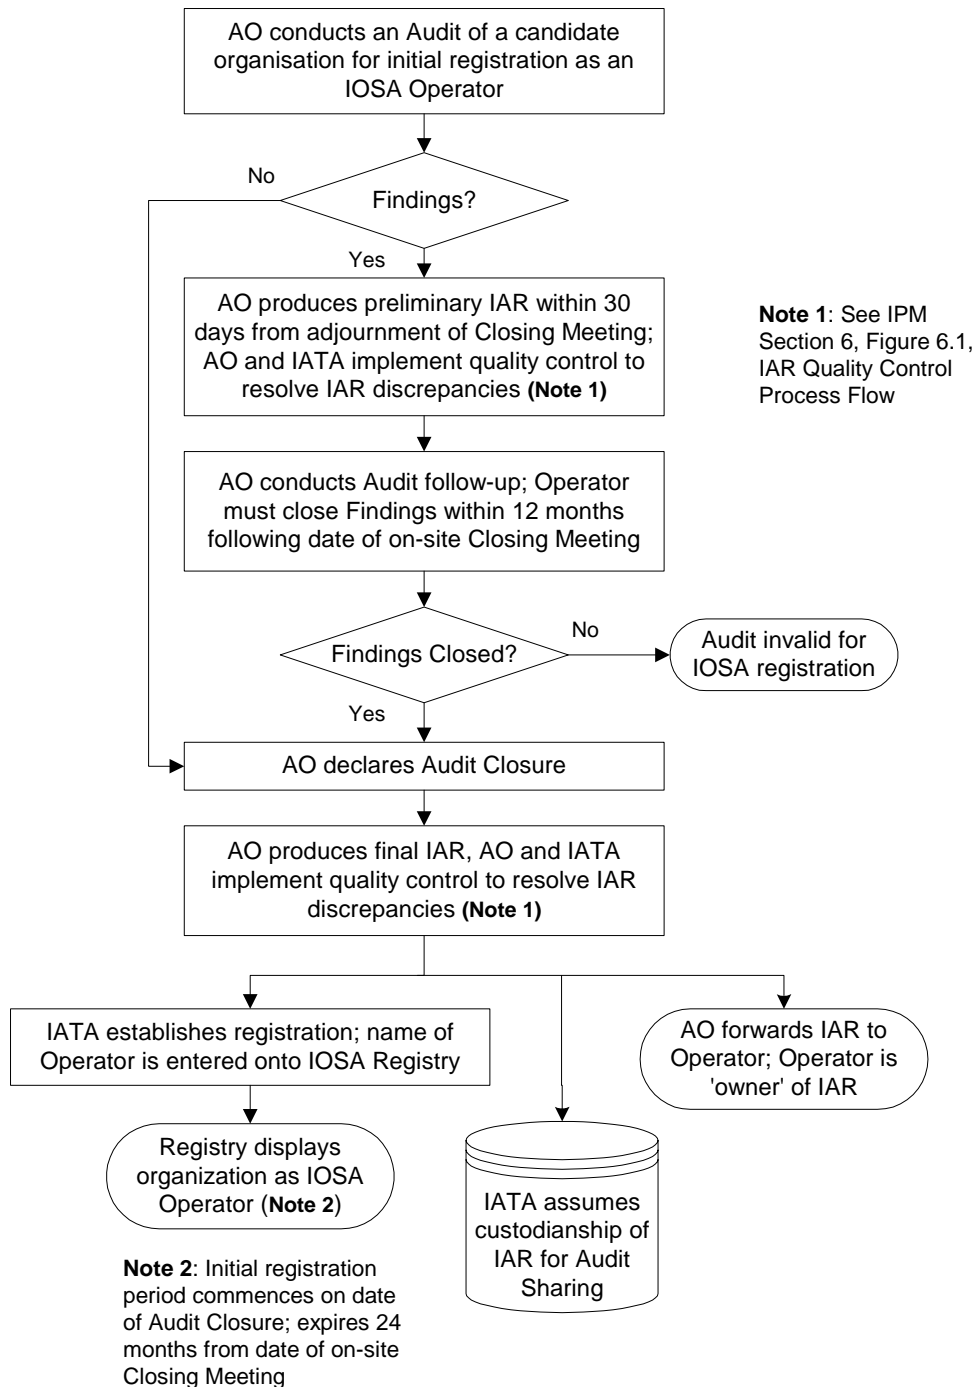 AO conducts an Audit of a candidate
organisation for initial registration as an
IOSA Operator
No
Findings?
Yes
AO produces preliminary IAR within 30
days from adjournment of Closing Meeting;
AO and IATA implement quality control to
resolve IAR discrepancies (Note 1)
Note 1: See IPM
Section 6, Figure 6.1,
IAR Quality Control
Process Flow
AO conducts Audit follow-up; Operator
must close Findings within 12 months
following date of on-site Closing Meeting
Findings Closed?
No
Audit invalid for
IOSA registration
Yes
AO declares Audit Closure
AO produces final IAR, AO and IATA
implement quality control to resolve IAR
discrepancies (Note 1)
IATA establishes registration; name of
Operator is entered onto IOSA Registry
AO forwards IAR to
Operator; Operator is
'owner' of IAR
Registry displays
organization as IOSA
Operator (Note 2)
IATA assumes
custodianship of
IAR for Audit
Sharing
Note 2: Initial registration
period commences on date
of Audit Closure; expires 24
months from date of on-site
Closing Meeting